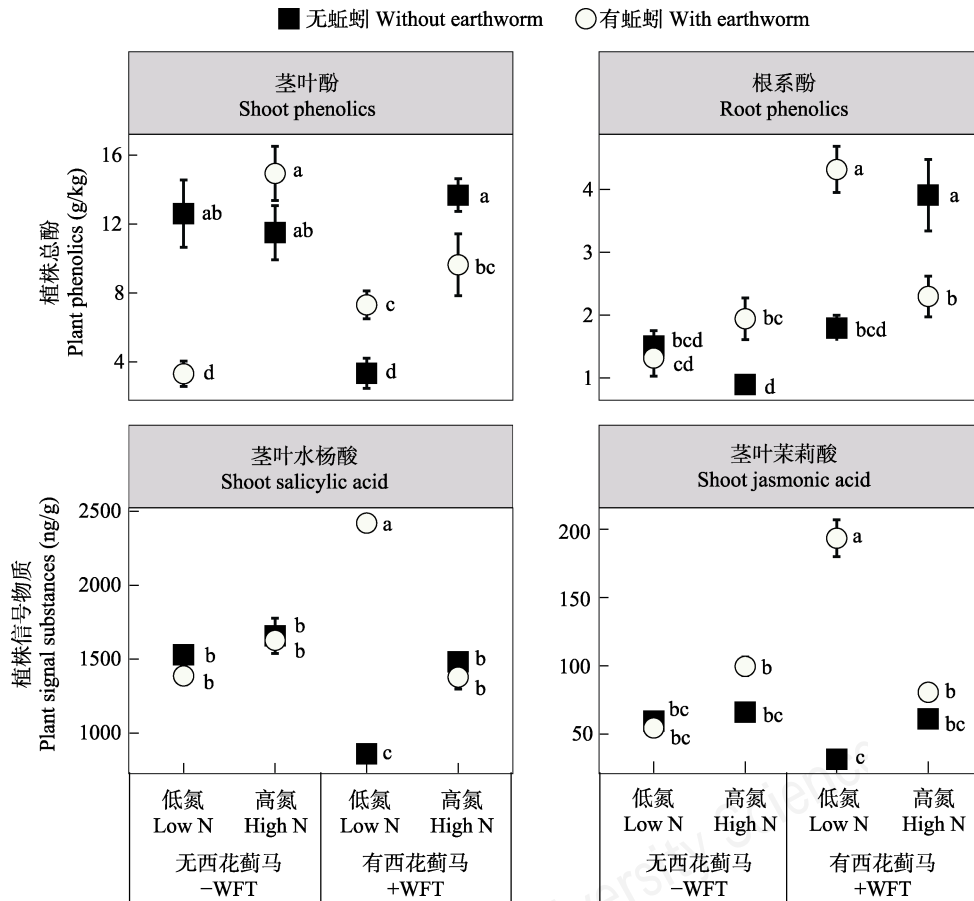 无蚯蚓 Without earthworm 有蚯蚓 With earthworm
茎叶酚
Shoot phenolics
根系酚
Root phenolics
植株总酚
Plant phenolics (g/kg)
16
12
8
4
ab
a
ab
d
c
d
a
bc
4
3
2
1
bcd
cd
bc
d
a
bcd
a
b
茎叶水杨酸
Shoot salicylic acid
茎叶茉莉酸
Shoot jasmonic acid
植株信号物质
Plant signal substances (ng/g)
2500
2000
1500
1000
b
b
b
b
a
c
b
b
200
150
100
50
bc
bc
b
bc
a
c
b
bc
低氮 高氮 低氮 高氮
Low N High N Low N High N
无西花蓟马 有西花蓟马
−WFT +WFT
低氮 高氮 低氮 高氮
Low N High N Low N High N
无西花蓟马 有西花蓟马
−WFT +WFT